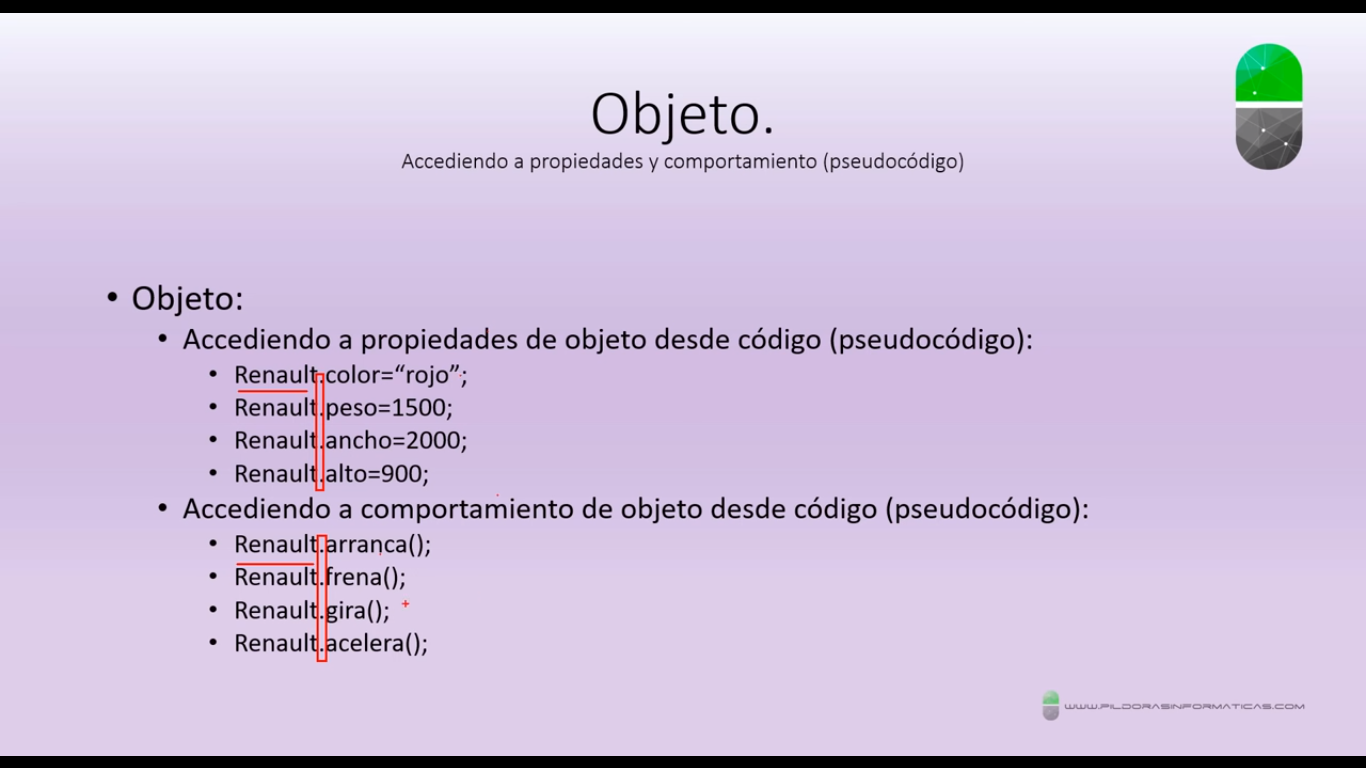 Objeto.
Accediendo a propiedades y comportamiento (pseudocódigo)
• Objeto:
• Accediendo a propiedades de objeto desde código (pseudocódigo):
• Renault.color=“rojo”;
• Renault.peso=1500;
• Renault.ancho=2000;
• Renault.alto=900;
• Accediendo a comportamiento de objeto desde código (pseudocódigo):
• Renault.arranca();
• Renault.frena();
• Renault.gira();
• Renault.acelera();
WWW.PILDORASINFORMATICAS.COM